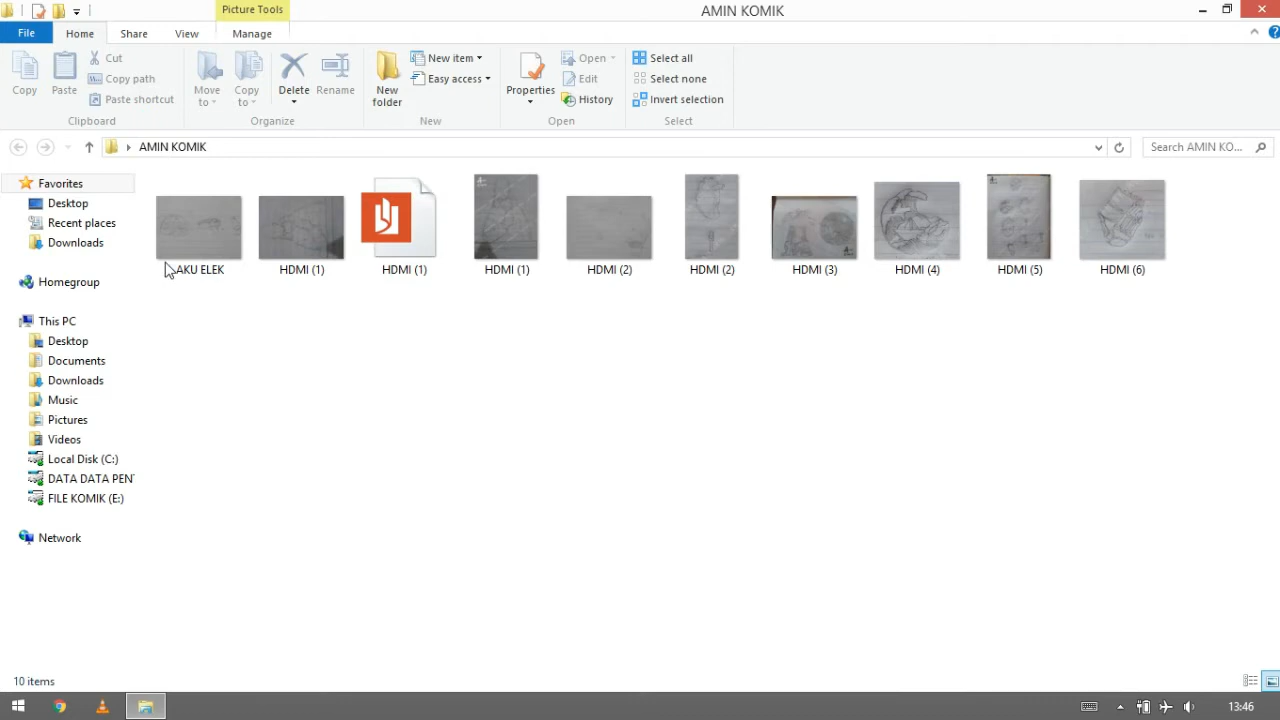 Picture Tools
AMIN KOMIK
File
Home
Share
View
Manage
Copy
Paste
Cut
Copy path
Paste shortcut
Clipboard
Move to
Copy to
Delete
Rename
Organize
New folder
New item
Easy access
New
Properties
Open
Edit
History
Open
Select all
Select none
Invert selection
Select
AMIN KOMIK
Search AMIN KO...
Favorites
Desktop
Recent places
Downloads
Homegroup
This PC
Desktop
Documents
Downloads
Music
Pictures
Videos
Local Disk (C:)
DATA DATA PEN
FILE KOMIK (E:)
Network
AKU ELEK
HDMI (1)
HDMI (1)
HDMI (1)
HDMI (2)
HDMI (2)
HDMI (3)
HDMI (4)
HDMI (5)
HDMI (6)
10 items
13:46